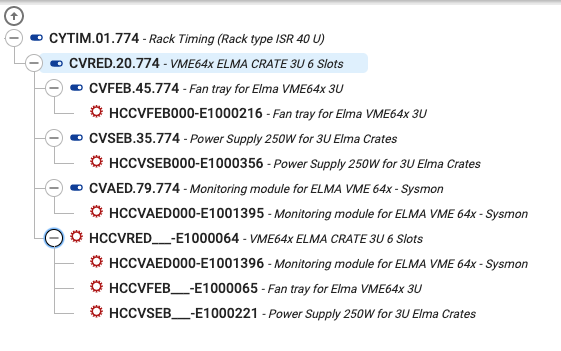 CYTIM.01.774 - Rack Timing (Rack type ISR 40 U)
CVRED.20.774 - VME64x ELMA CRATE 3U 6 Slots
CVFEB.45.774 - Fan tray for Elma VME64x 3U
HCCVFEB000-E1000216 - Fan tray for Elma VME64x 3U
CVSEB.35.774 - Power Supply 250W for 3U Elma Crates
HCCVSEB000-E1000356 - Power Supply 250W for 3U Elma Crates
CVAED.79.774 - Monitoring module for ELMA VME 64x - Sysmon
HCCVAED000-E1001395 - Monitoring module for ELMA VME 64x - Sysmon
HCCVRED___-E1000064 - VME64x ELMA CRATE 3U 6 Slots
HCCVAED000-E1001396 - Monitoring module for ELMA VME 64x - Sysmon
HCCVFEB___-E1000065 - Fan tray for Elma VME64x 3U
HCCVSEB___-E1000221 - Power Supply 250W for 3U Elma Crates